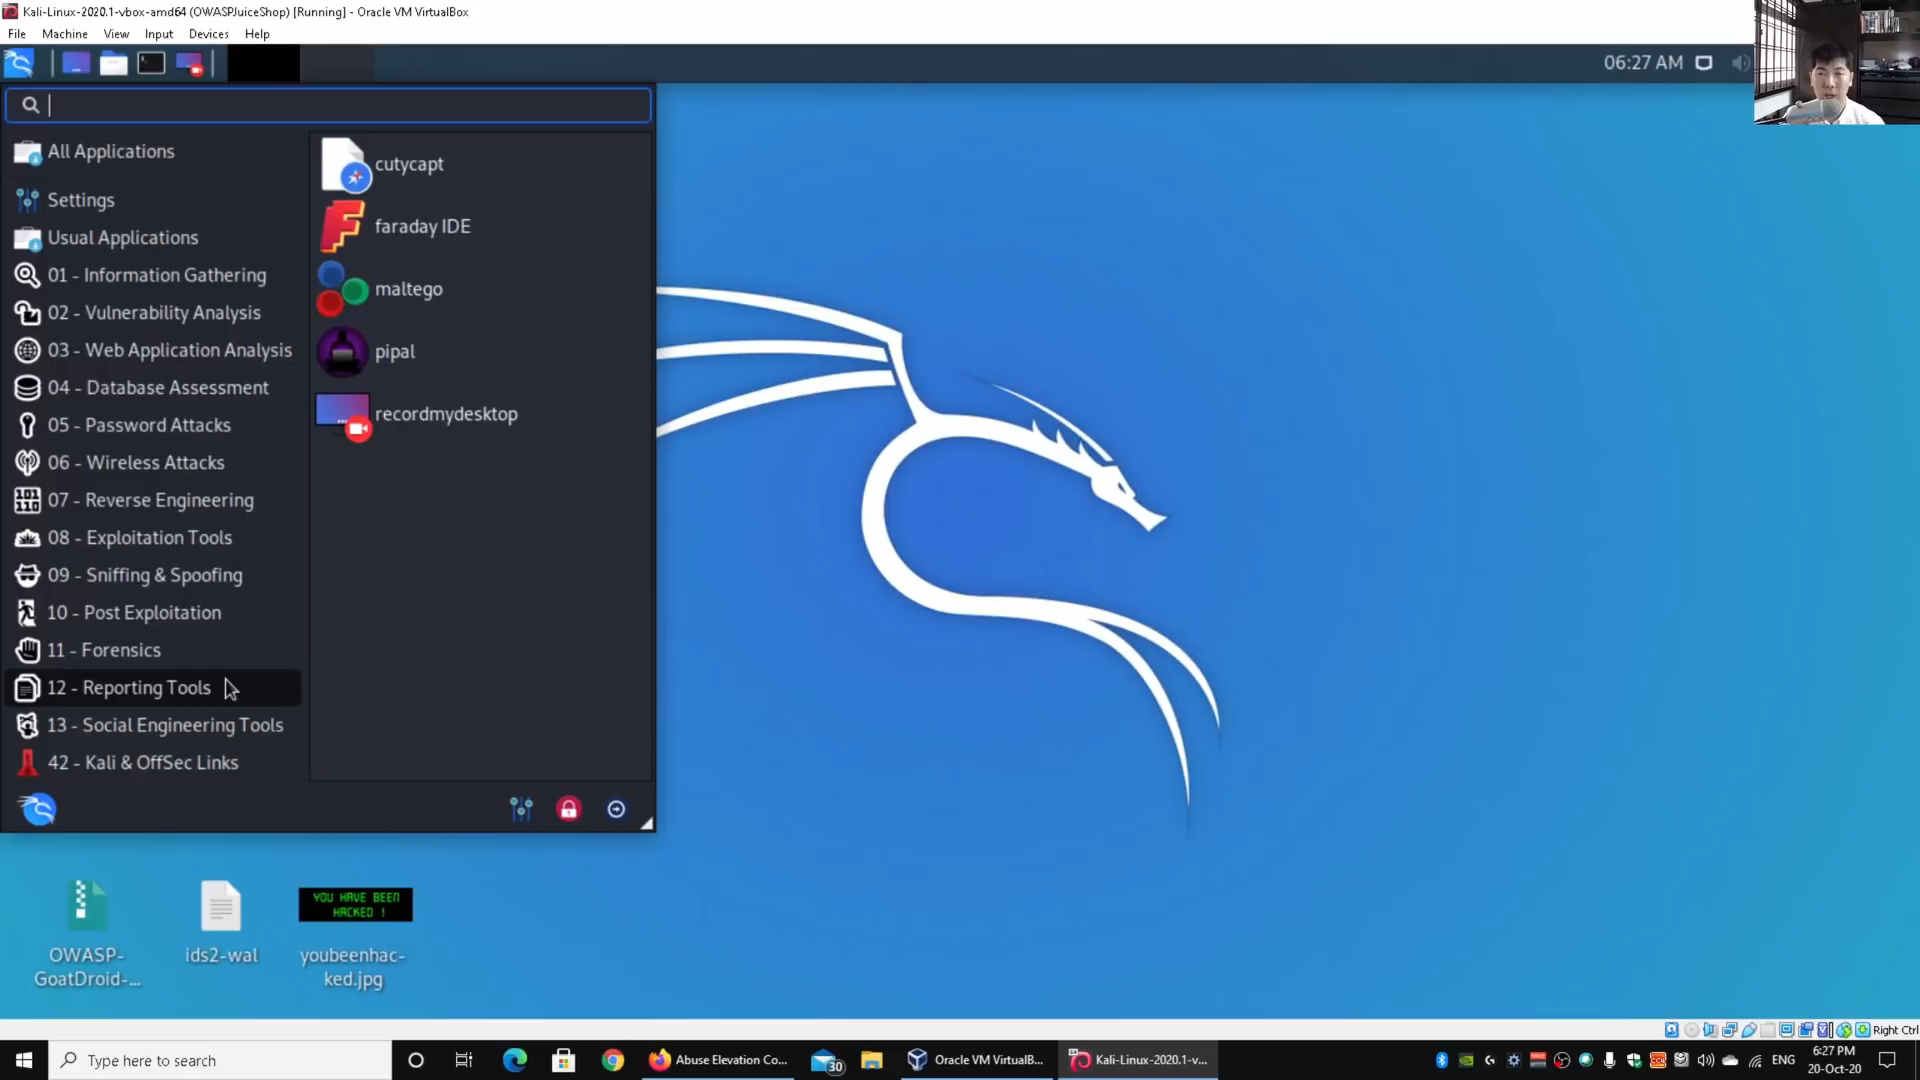 Kali-Linux-2020.1-vbox-amd64 (OWASPJuiceShop) [Running] - Oracle VM VirtualBox
File Machine View Input Devices Help
06:27 AM
All Applications
Settings
Usual Applications
01 - Information Gathering
02 - Vulnerability Analysis
03 - Web Application Analysis
04 - Database Assessment
05 - Password Attacks
06 - Wireless Attacks
07 - Reverse Engineering
08 - Exploitation Tools
09 - Sniffing & Spoofing
10 - Post Exploitation
11 - Forensics
12 - Reporting Tools
13 - Social Engineering Tools
42 - Kali & OffSec Links
cutycapt
faraday IDE
maltego
pipal
recordmydesktop
OWASP-
GoatDroid-...
ids2-wal
YOU HAVE BEEN
HACKED !
youbeenhac-
ked.jpg
Right Ctrl
Type here to search
Abuse Elevation Co...
30
Oracle VM VirtualB...
Kali-Linux-2020.1-v...
ENG
6:27 PM
20-Oct-20